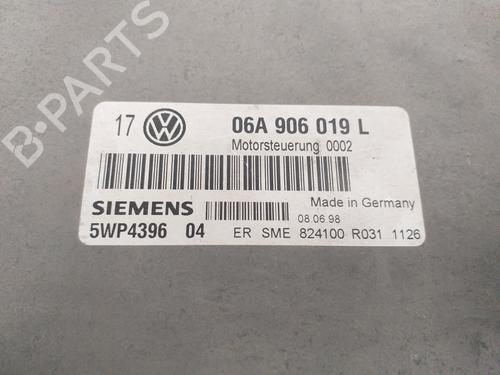 17 06A 906 019 L
Motorsteuerung 0002
Made in Germany
SIEMENS 08.06.98
5WP4396 04 ER SME 824100 R031 1126